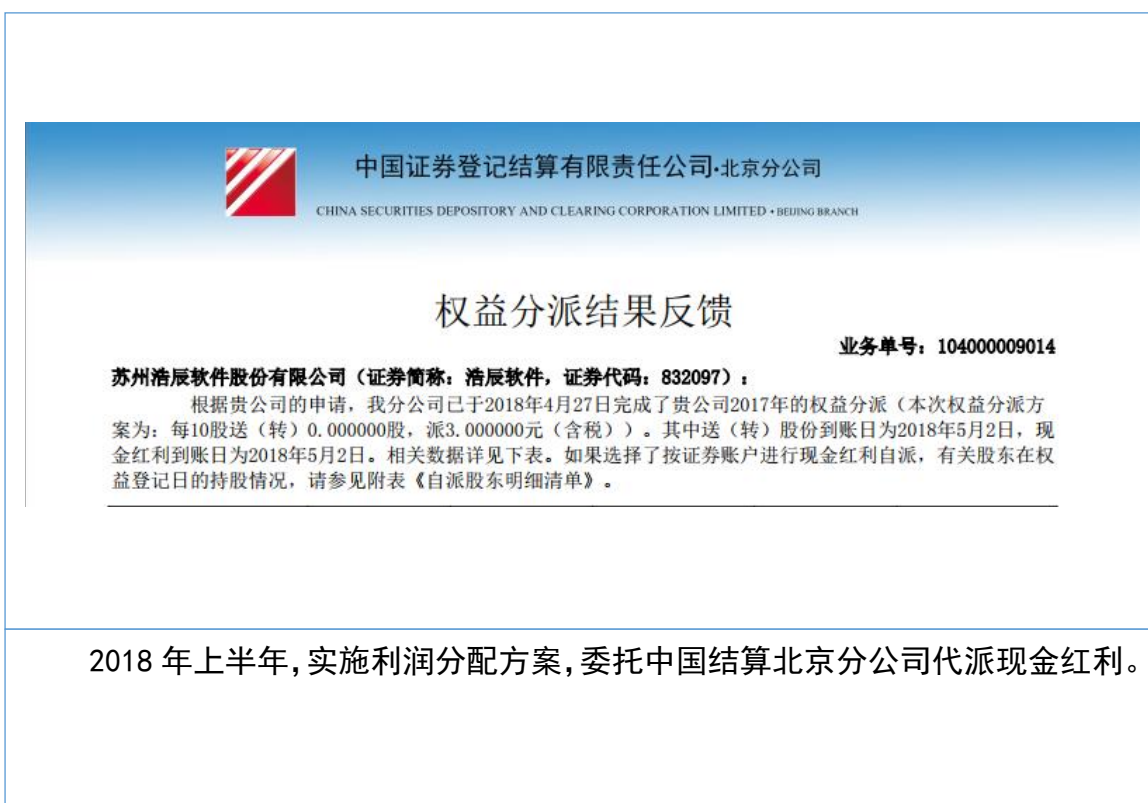 中国证券登记结算有限责任公司·北京分公司
CHINA SECURITIES DEPOSITORY AND CLEARING CORPORATION LIMITED • BEIJING BRANCH
权益分派结果反馈
业务单号：104000009014
苏州浩辰软件股份有限公司（证券简称：浩辰软件，证券代码：832097）：
根据贵公司的申请，我分公司已于2018年4月27日完成了贵公司2017年的权益分派（本次权益分派方
案为：每10股送（转）0.000000股，派3.000000元（含税））。其中送（转）股份到账日为2018年5月2日，现
金红利到账日为2018年5月2日。相关数据详见下表。如果选择了按证券账户进行现金红利自派，有关股东在权
益登记日的持股情况，请参见附表《自派股东明细清单》。
2018 年上半年，实施利润分配方案，委托中国结算北京分公司代派现金红利。